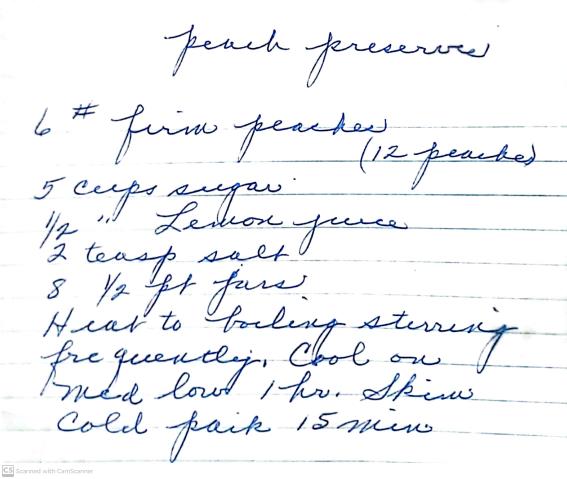 peach preserves
6 # firm peaches
(12 peaches)
5 cups sugar
1/2 " Lemon juice
2 teasp salt
8 1/2 pt jars
Heat to boiling stirring
frequently. Cool on
med low 1 hr. Skim
Cold pack 15 min
CS Scanned with CamScanner